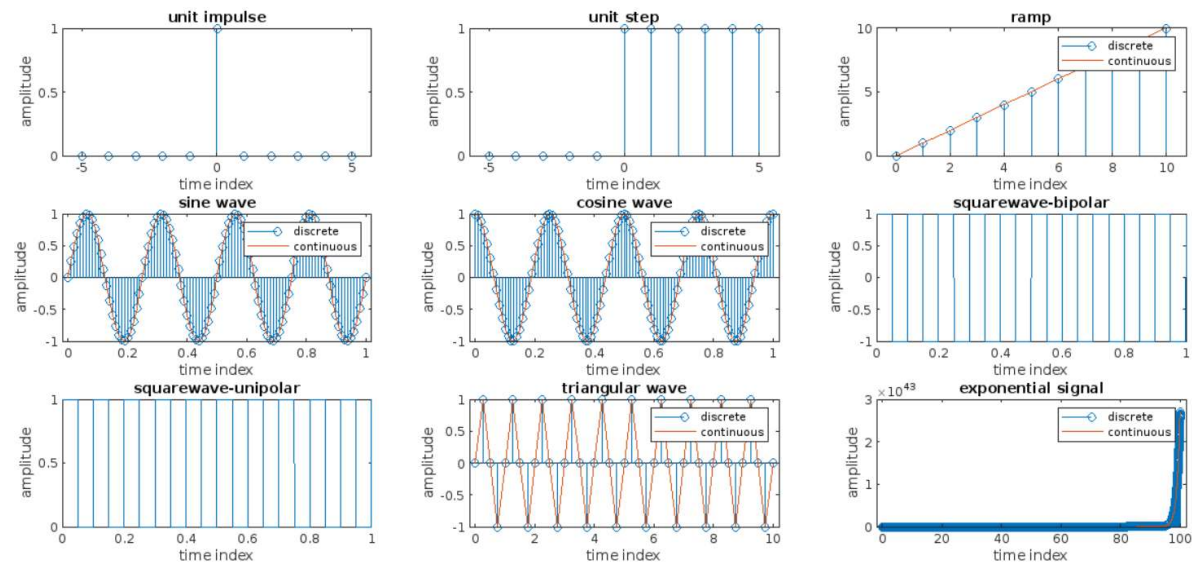 unit impulse
amplitude
1
0.5
0
-5 0 5
time index
unit step
amplitude
1
0.5
0
-5 0 5
time index
ramp
amplitude
10
5
0
0 2 4 6 8 10
time index
discrete
continuous
sine wave
amplitude
1
0.5
0
-0.5
-1
0 0.2 0.4 0.6 0.8 1
time index
discrete
continuous
cosine wave
amplitude
1
0.5
0
-0.5
-1
0 0.2 0.4 0.6 0.8 1
time index
discrete
continuous
squarewave-bipolar
amplitude
1
0.5
0
-0.5
-1
0 0.2 0.4 0.6 0.8 1
time index
squarewave-unipolar
amplitude
1
0.5
0
0 0.2 0.4 0.6 0.8 1
time index
triangular wave
amplitude
1
0.5
0
-0.5
-1
0 2 4 6 8 10
time index
discrete
continuous
exponential signal
×10^43
amplitude
3
2
1
0
0 20 40 60 80 100
time index
discrete
continuous